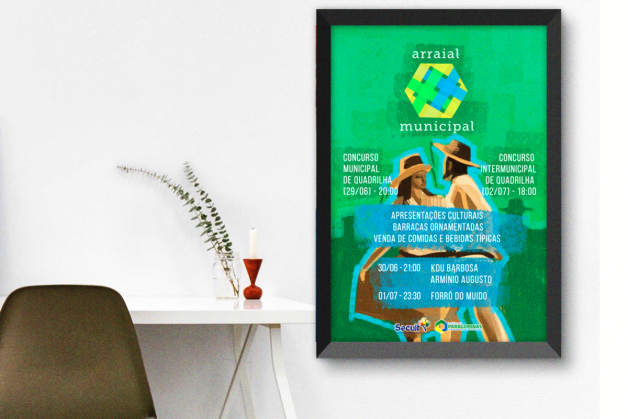 arraial
municipal
CONCURSO
MUNICIPAL
DE QUADRILHA
(29/06) - 20:00
CONCURSO
INTERMUNICIPAL
DE QUADRILHA
(02/07) - 18:00
APRESENTAÇÕES CULTURAIS
BARRACAS ORNAMENTADAS
VENDA DE COMIDAS E BEBIDAS TÍPICAS
30/06 - 21:00 KDU BARBOSA
ARMÍNIO AUGUSTO
01/07 - 23:30 FORRÓ DO MUIDO
Secult
PARAGOMINAS